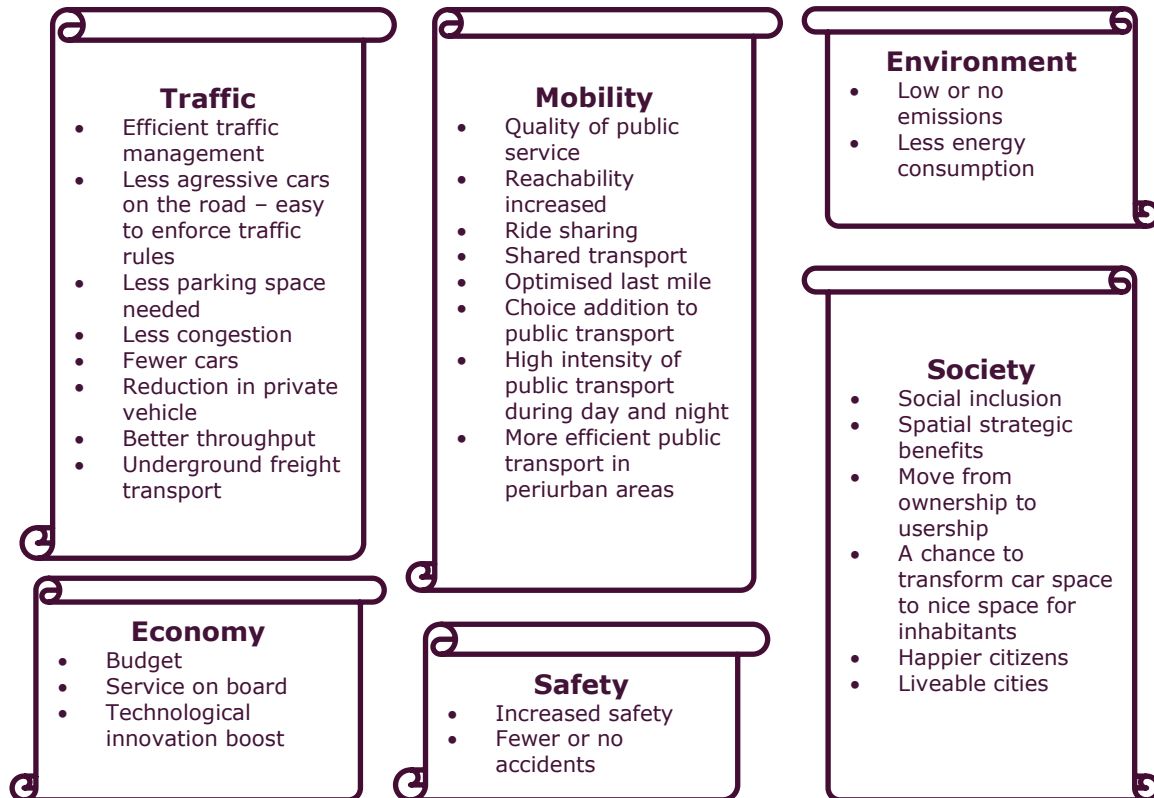 Traffic
• Efficient traffic
management
• Less agressive cars
on the road – easy
to enforce traffic
rules
• Less parking space
needed
• Less congestion
• Fewer cars
• Reduction in private
vehicle
• Better throughput
• Underground freight
transport
Mobility
• Quality of public
service
• Reachability
increased
• Ride sharing
• Shared transport
• Optimised last mile
• Choice addition to
public transport
• High intensity of
public transport
during day and night
• More efficient public
transport in
periurban areas
Environment
• Low or no
emissions
• Less energy
consumption
Society
• Social inclusion
• Spatial strategic
benefits
• Move from
ownership to
usership
• A chance to
transform car space
to nice space for
inhabitants
• Happier citizens
• Liveable cities
Economy
• Budget
• Service on board
• Technological
innovation boost
Safety
• Increased safety
• Fewer or no
accidents